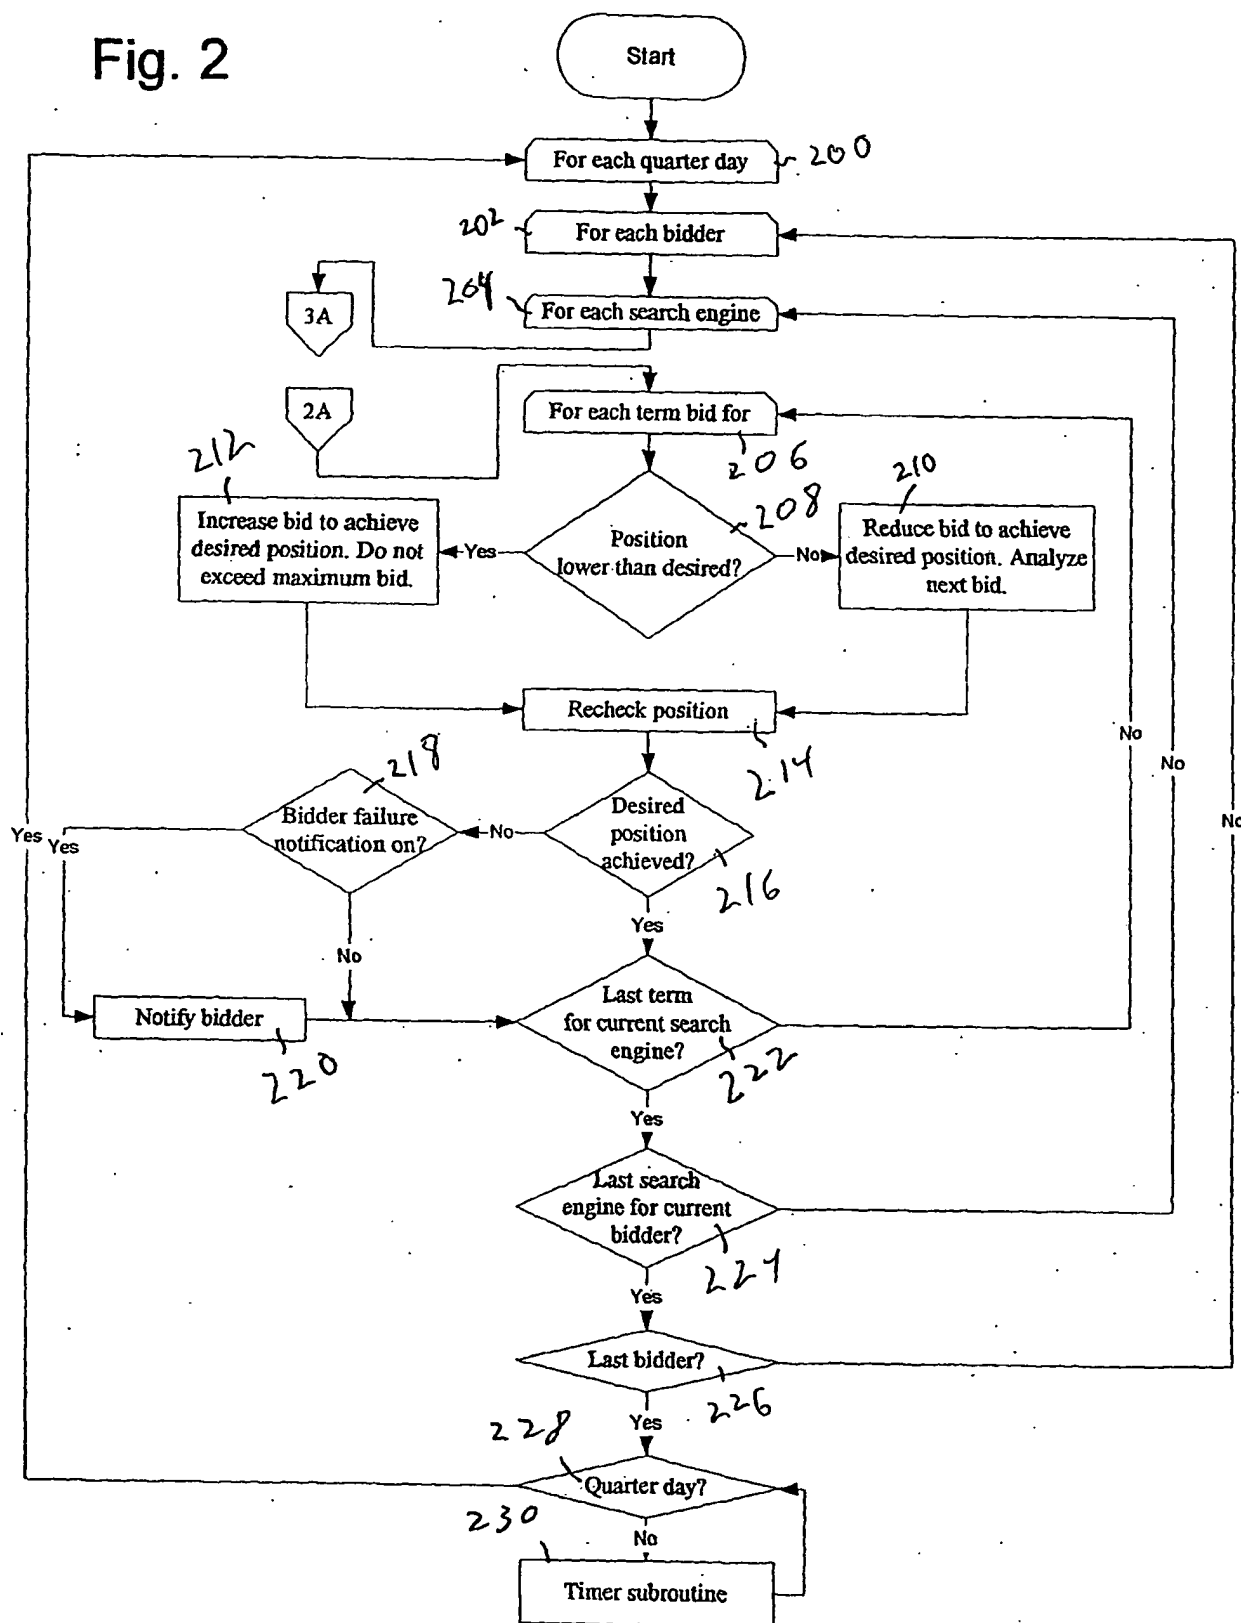 Fig. 2
Start
For each quarter day
200
202
For each bidder
204
For each search engine
3A
2A
For each term bid for
206
212
210
208
Increase bid to achieve
desired position. Do not
exceed maximum bid.
Yes
Position
lower than desired?
No
Reduce bid to achieve
desired position. Analyze
next bid.
Recheck position
214
No
No
No
218
Bidder failure
notification on?
No
Desired
position
achieved?
216
Yes
Yes
Yes
No
Notify bidder
220
Last term
for current search
engine?
222
Yes
Last search
engine for current
bidder?
224
Yes
Last bidder?
226
Yes
228
Quarter day?
230
No
Timer subroutine